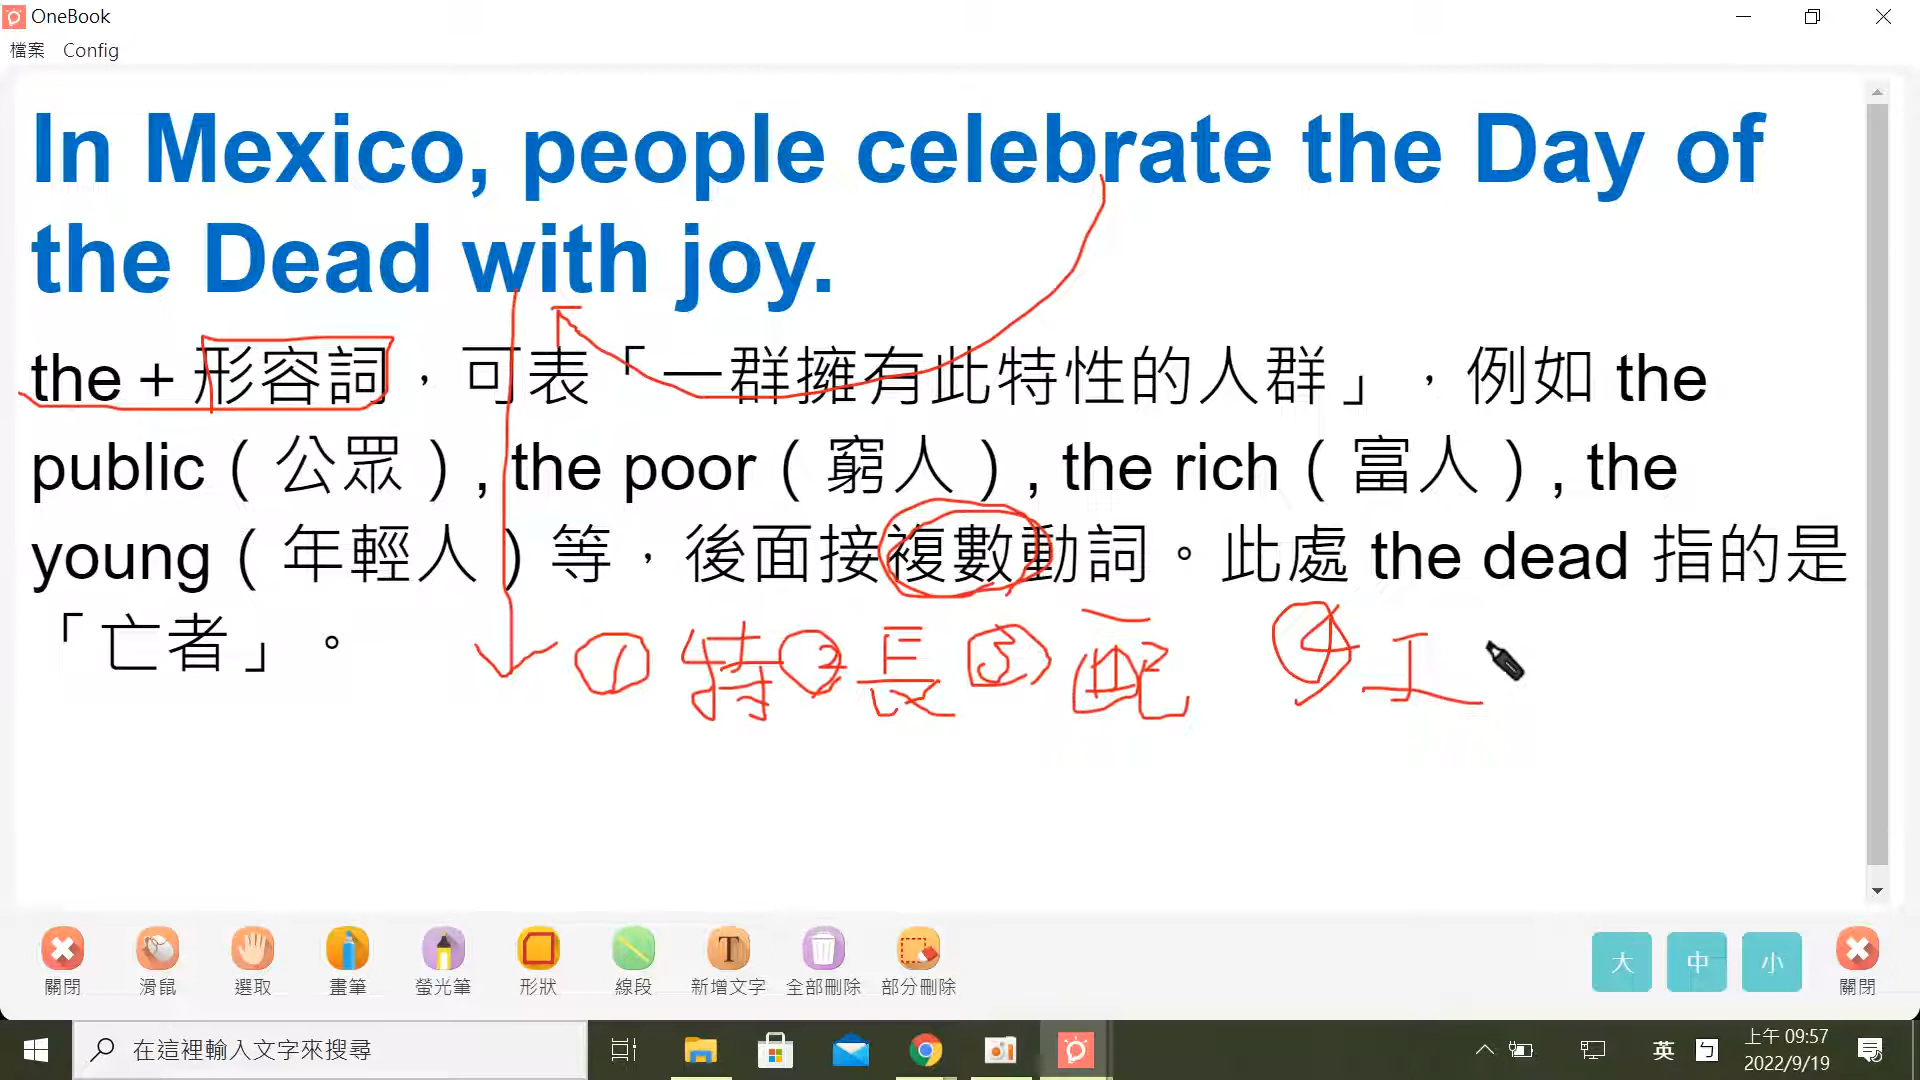 OneBook
檔案 Config
In Mexico, people celebrate the Day of
the Dead with joy.
the + 形容詞，可表「一群擁有此特性的人群」，例如 the
public（公眾）, the poor（窮人）, the rich（富人）, the
young（年輕人）等，後面接複數動詞。此處 the dead 指的是
「亡者」。
① 特 ② 長 ③ 配 ④ 工
關閉 滑鼠 選取 畫筆 螢光筆 形狀 線段 新增文字 全部刪除 部分刪除 大 中 小 關閉
在這裡輸入文字來搜尋 英 ㄅ 上午 09:57
2022/9/19